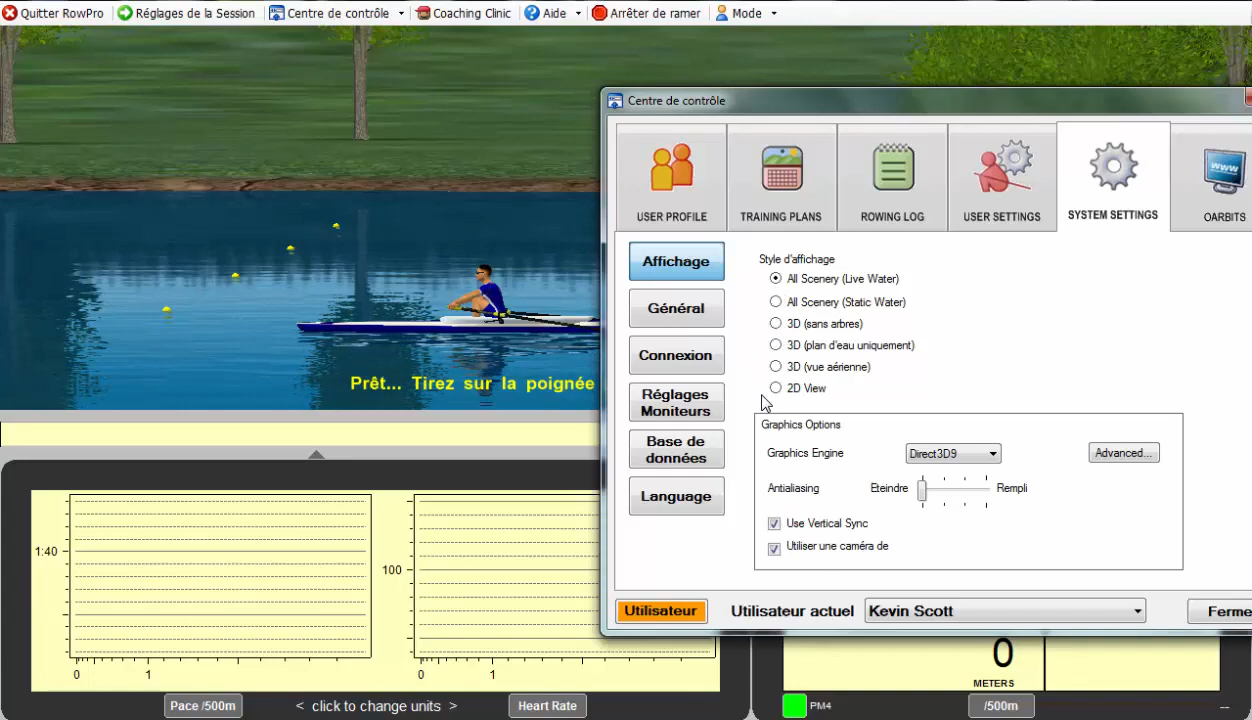 Quitter RowPro Réglages de la Session Centre de contrôle Coaching Clinic Aide Arrêter de ramer Mode
Centre de contrôle
USER PROFILE TRAINING PLANS ROWING LOG USER SETTINGS SYSTEM SETTINGS OARBITS
www
Affichage
Général
Connexion
Réglages
Moniteurs
Base de
données
Language
Style d'affichage
All Scenery (Live Water)
All Scenery (Static Water)
3D (sans arbres)
3D (plan d'eau uniquement)
3D (vue aérienne)
2D View
Graphics Options
Graphics Engine Direct3D9 Advanced...
Antialiasing Eteindre Rempli
Use Vertical Sync
Utiliser une caméra de
Utilisateur Utilisateur actuel Kevin Scott Ferme
Prêt... Tirez sur la poignée
1:40
0 1
Pace /500m
< click to change units >
100
0 1
Heart Rate
0
METERS
PM4 /500m --